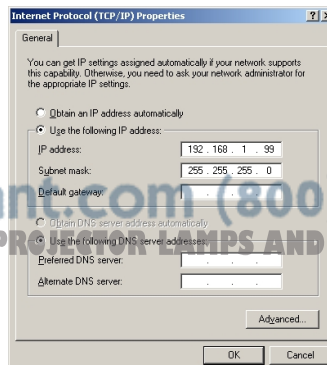 Internet Protocol (TCP/IP) Properties
General
You can get IP settings assigned automatically if your network supports
this capability. Otherwise, you need to ask your network administrator for
the appropriate IP settings.
Obtain an IP address automatically
Use the following IP address:
IP address: 192 . 168 . 1 . 99
Subnet mask: 255 . 255 . 255 . 0
Default gateway: . . .
nt.com (800
Obtain DNS server address automatically
Use the following DNS server addresses:
PROJECTOR LAMPS AND
Preferred DNS server: . . .
Alternate DNS server: . . .
Advanced...
OK Cancel